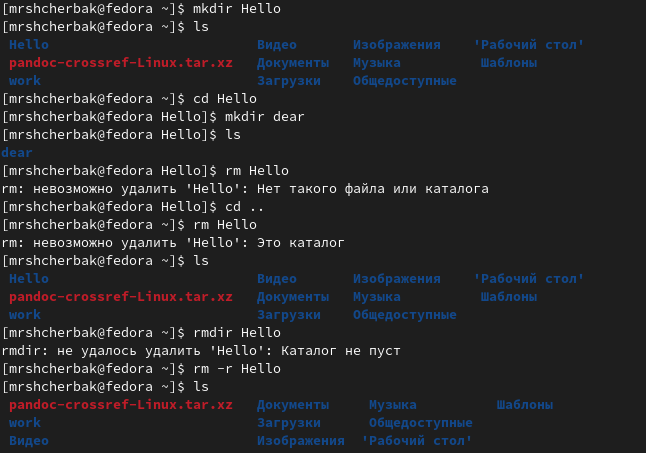 [mrshcherbak@fedora ~]$ mkdir Hello
[mrshcherbak@fedora ~]$ ls
Hello Видео Изображения 'Рабочий стол'
pandoc-crossref-Linux.tar.xz Документы Музыка Шаблоны
work Загрузки Общедоступные
[mrshcherbak@fedora ~]$ cd Hello
[mrshcherbak@fedora Hello]$ mkdir dear
[mrshcherbak@fedora Hello]$ ls
dear
[mrshcherbak@fedora Hello]$ rm Hello
rm: невозможно удалить 'Hello': Нет такого файла или каталога
[mrshcherbak@fedora Hello]$ cd ..
[mrshcherbak@fedora ~]$ rm Hello
rm: невозможно удалить 'Hello': Это каталог
[mrshcherbak@fedora ~]$ ls
Hello Видео Изображения 'Рабочий стол'
pandoc-crossref-Linux.tar.xz Документы Музыка Шаблоны
work Загрузки Общедоступные
[mrshcherbak@fedora ~]$ rmdir Hello
rmdir: не удалось удалить 'Hello': Каталог не пуст
[mrshcherbak@fedora ~]$ rm -r Hello
[mrshcherbak@fedora ~]$ ls
pandoc-crossref-Linux.tar.xz Документы Музыка Шаблоны
work Загрузки Общедоступные
Видео Изображения 'Рабочий стол'